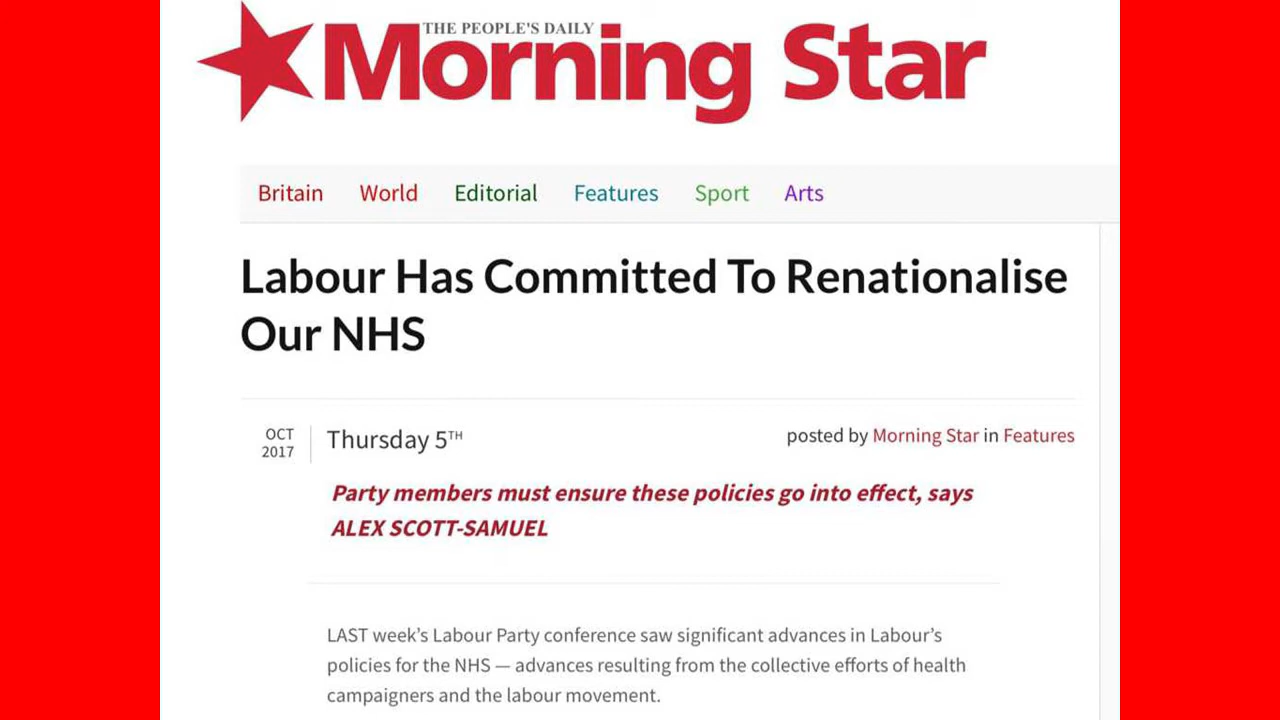 THE PEOPLE'S DAILY
Morning Star
Britain World Editorial Features Sport Arts
Labour Has Committed To Renationalise
Our NHS
OCT
2017
Thursday 5TH
posted by Morning Star in Features
Party members must ensure these policies go into effect, says
ALEX SCOTT-SAMUEL
LAST week’s Labour Party conference saw significant advances in Labour’s
policies for the NHS — advances resulting from the collective efforts of health
campaigners and the labour movement.